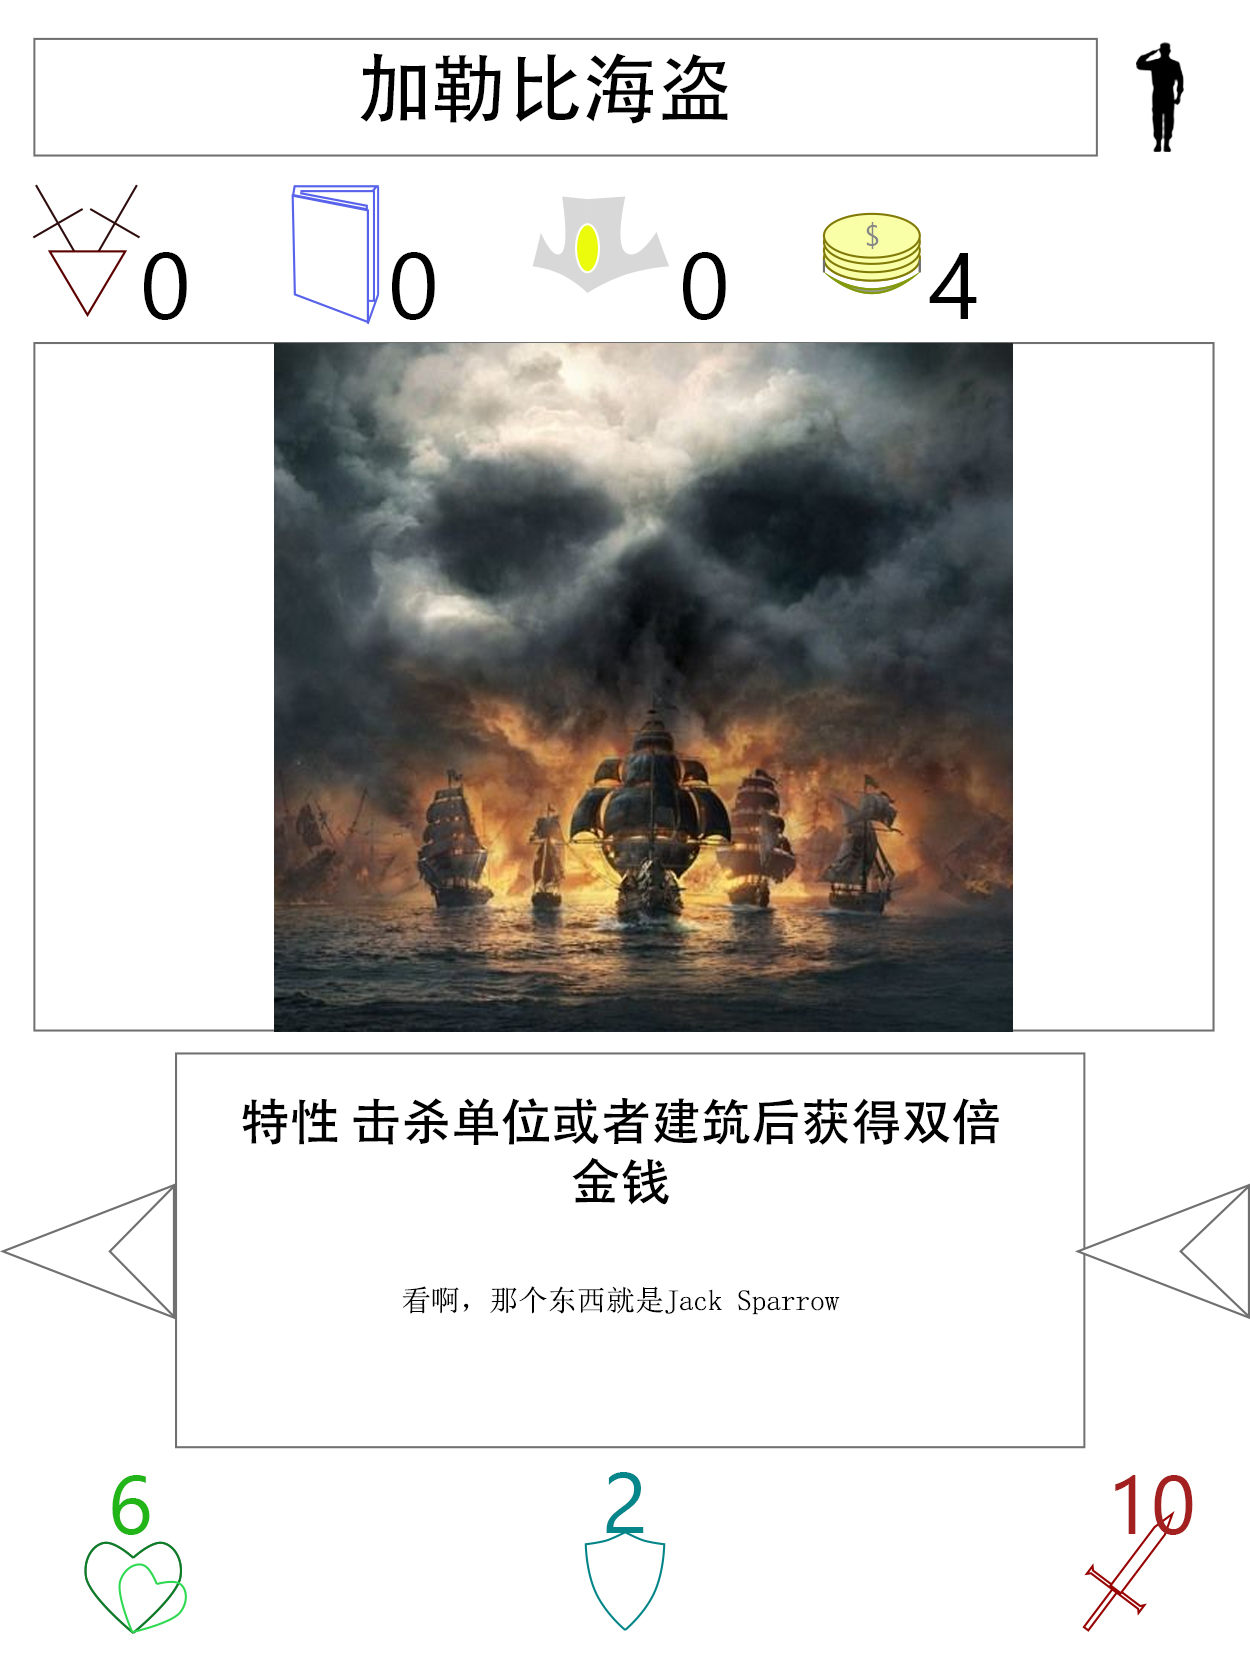 加勒比海盗
0 0 0 $ 4
特性 击杀单位或者建筑后获得双倍
金钱
看啊，那个东西就是Jack Sparrow
6 2 10